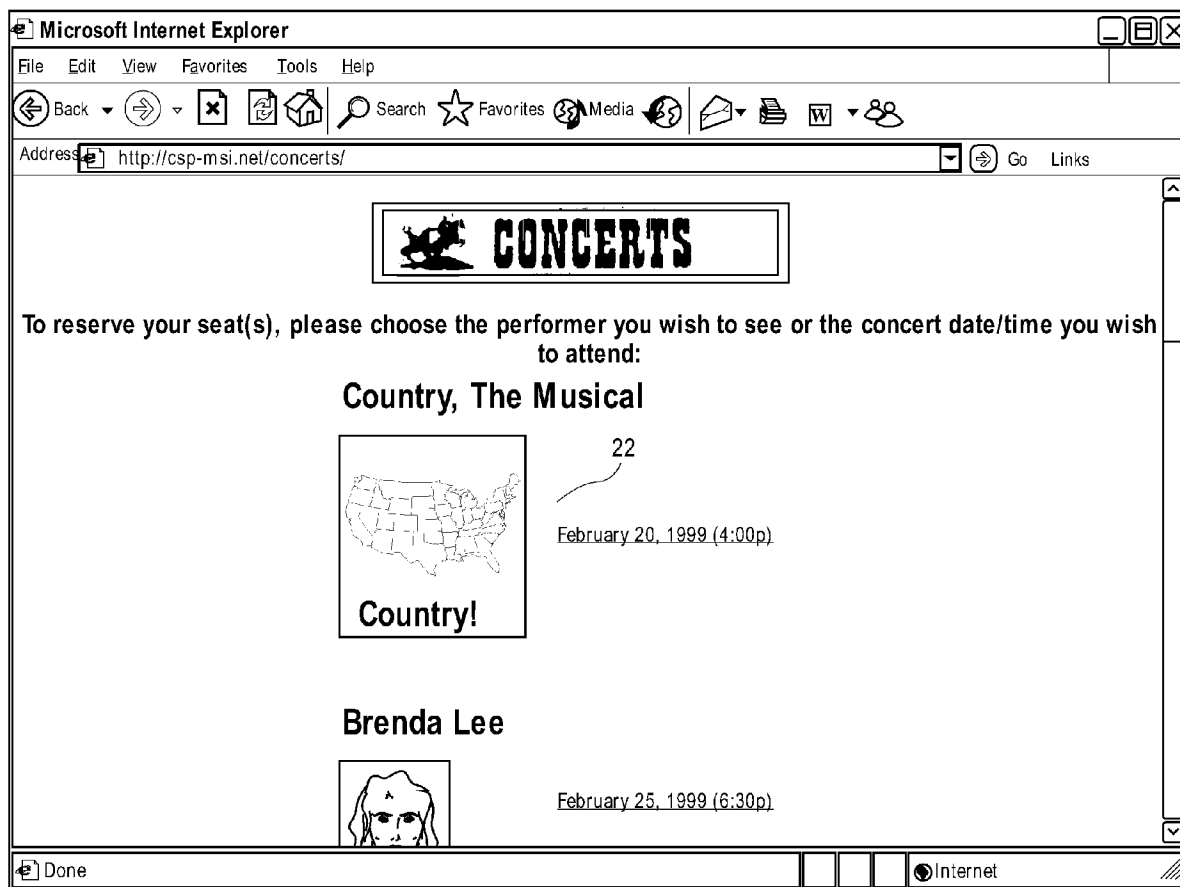 Microsoft Internet Explorer
File Edit View Favorites Tools Help
Back Search Favorites Media W
Address http://csp-msi.net/concerts/ Go Links
CONCERTS
To reserve your seat(s), please choose the performer you wish to see or the concert date/time you wish
to attend:
Country, The Musical
22
February 20, 1999 (4:00p)
Country!
Brenda Lee
February 25, 1999 (6:30p)
Done Internet